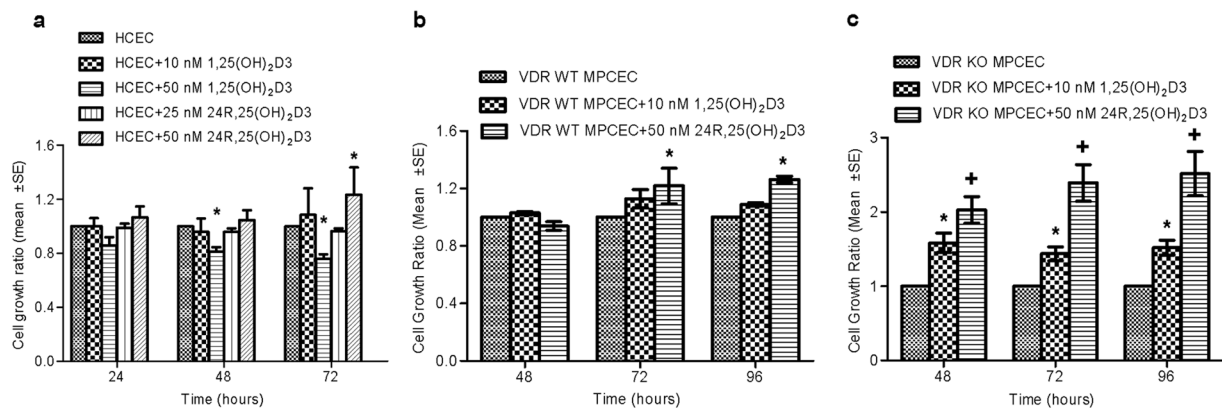 a
HCEC
HCEC+10 nM 1,25(OH)₂D3
HCEC+50 nM 1,25(OH)₂D3
HCEC+25 nM 24R,25(OH)₂D3
HCEC+50 nM 24R,25(OH)₂D3
Cell growth ratio (mean ±SE)
1.6
1.2
0.8
0.4
0.0
*
*
*
24
48
72
Time (hours)
b
VDR WT MPCEC
VDR WT MPCEC+10 nM 1,25(OH)₂D3
VDR WT MPCEC+50 nM 24R,25(OH)₂D3
Cell Growth Ratio (Mean ±SE)
1.6
1.2
0.8
0.4
0.0
*
*
48
72
96
Time (hours)
c
VDR KO MPCEC
VDR KO MPCEC+10 nM 1,25(OH)₂D3
VDR KO MPCEC+50 nM 24R,25(OH)₂D3
Cell Growth Ratio (Mean ±SE)
3
2
1
0
*
+
*
+
*
+
48
72
96
Time (hours)